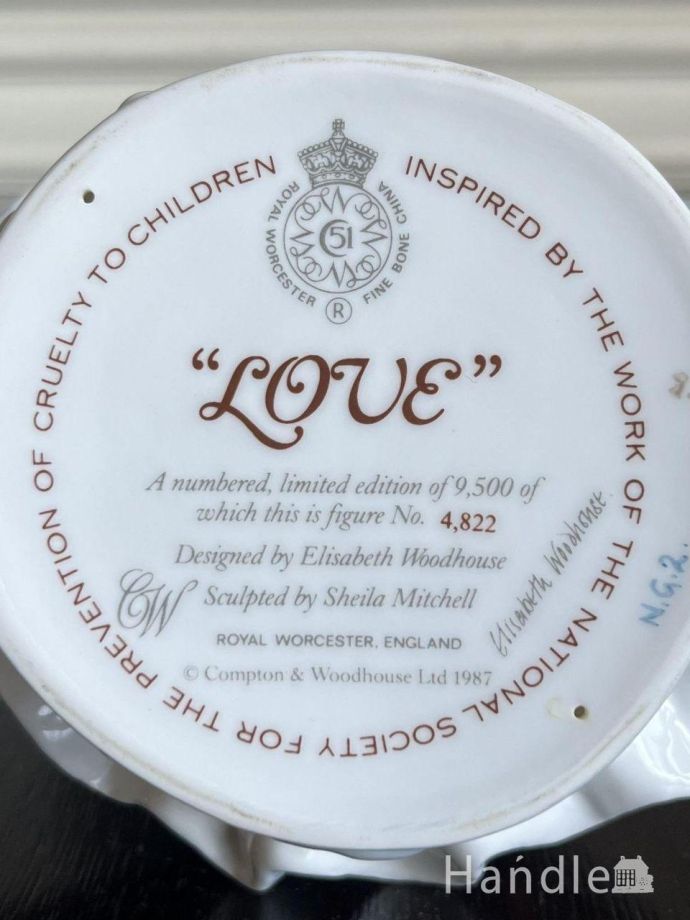 INSPIRED BY THE WORK OF THE NATIONAL SOCIETY FOR THE PREVENTION OF CRUELTY TO CHILDREN
ROYAL WORCESTER
FINE BONE CHINA
51
R
"LOVE"
A numbered, limited edition of 9,500 of
which this is figure No. 4,822
Designed by Elisabeth Woodhouse
CW
Sculpted by Sheila Mitchell
ROYAL WORCESTER, ENGLAND
© Compton & Woodhouse Ltd 1987
Elisabeth Woodhouse.
N.G.2.
Handle